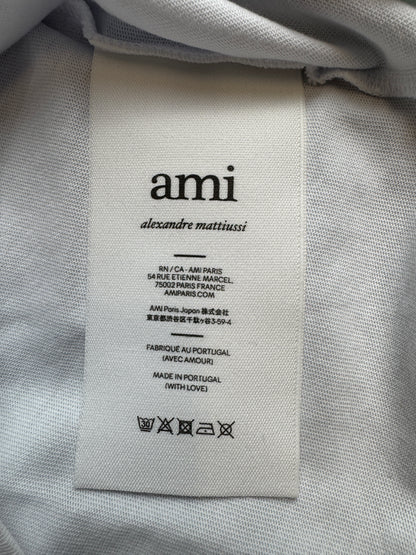 ami
alexandre mattiussi
RN / CA - AMI PARIS
54 RUE ETIENNE MARCEL,
75002 PARIS FRANCE
AMIPARIS.COM
AMI Paris Japan 株式会社
東京都渋谷区千駄ヶ谷3-59-4
FABRIQUÉ AU PORTUGAL
(AVEC AMOUR)
MADE IN PORTUGAL
(WITH LOVE)
30